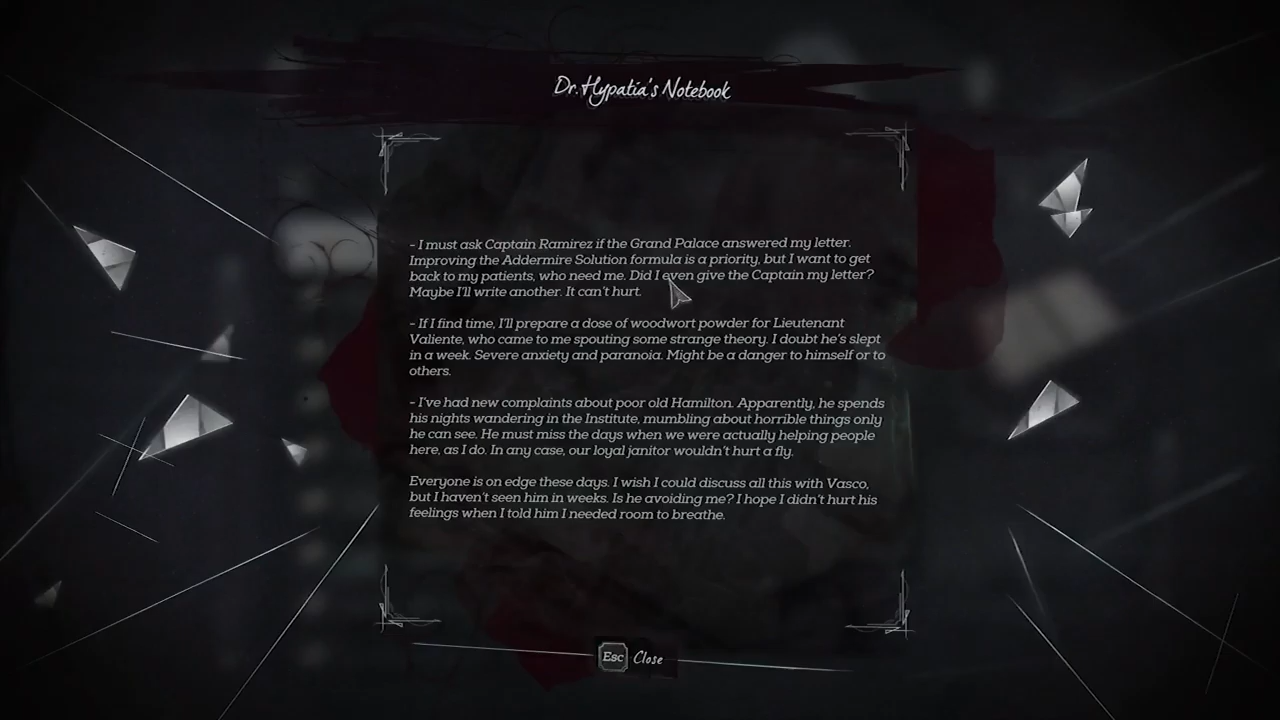 Dr. Hypatia's Notebook
- I must ask Captain Ramirez if the Grand Palace answered my letter.
Improving the Addermire Solution formula is a priority, but I want to get
back to my patients, who need me. Did I even give the Captain my letter?
Maybe I'll write another. It can't hurt.
- If I find time, I'll prepare a dose of woodwort powder for Lieutenant
Valiente, who came to me spouting some strange theory. I doubt he's slept
in a week. Severe anxiety and paranoia. Might be a danger to himself or to
others.
- I've had new complaints about poor old Hamilton. Apparently, he spends
his nights wandering in the Institute, mumbling about horrible things only
he can see. He must miss the days when we were actually helping people
here, as I do. In any case, our loyal janitor wouldn't hurt a fly.
Everyone is on edge these days. I wish I could discuss all this with Vasco,
but I haven't seen him in weeks. Is he avoiding me? I hope I didn't hurt his
feelings when I told him I needed room to breathe.
Esc Close